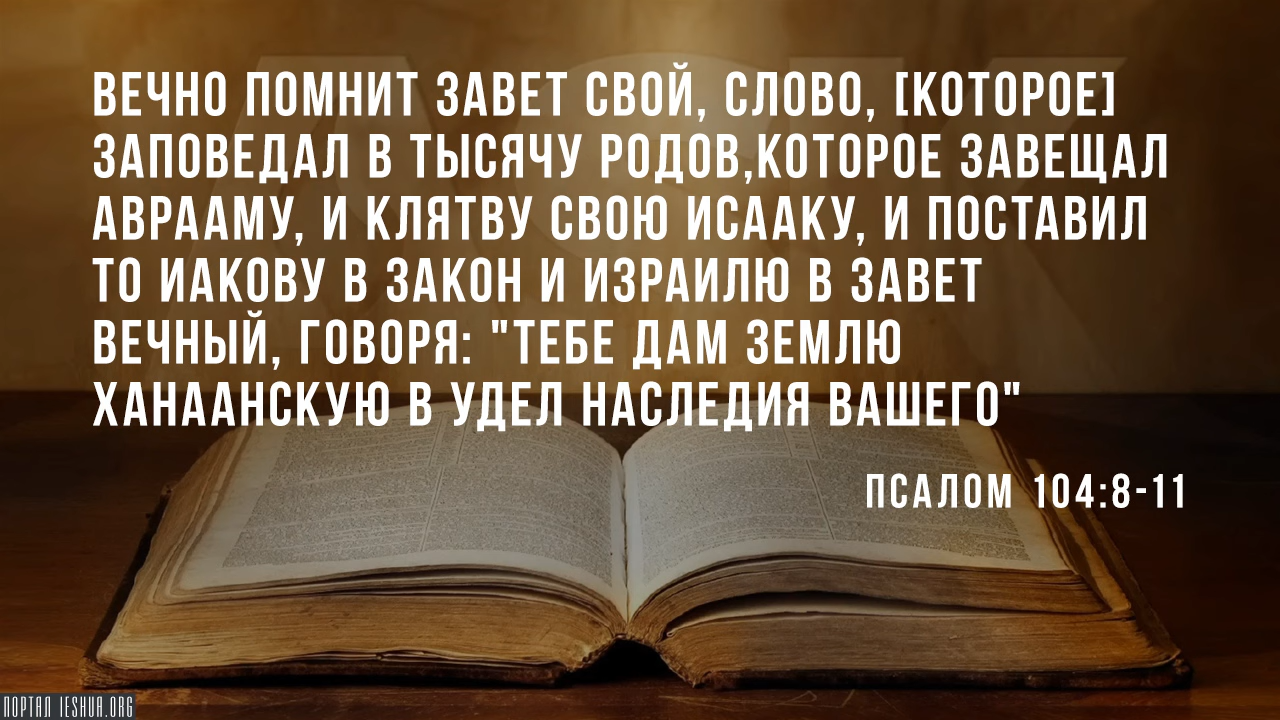 ВЕЧНО ПОМНИТ ЗАВЕТ СВОЙ, СЛОВО, [КОТОРОЕ]
ЗАПОВЕДАЛ В ТЫСЯЧУ РОДОВ,КОТОРОЕ ЗАВЕЩАЛ
АВРААМУ, И КЛЯТВУ СВОЮ ИСААКУ, И ПОСТАВИЛ
ТО ИАКОВУ В ЗАКОН И ИЗРАИЛЮ В ЗАВЕТ
ВЕЧНЫЙ, ГОВОРЯ: "ТЕБЕ ДАМ ЗЕМЛЮ
ХАНААНСКУЮ В УДЕЛ НАСЛЕДИЯ ВАШЕГО"
ПСАЛОМ 104:8-11
ПОРТАЛ IESHUA.ORG